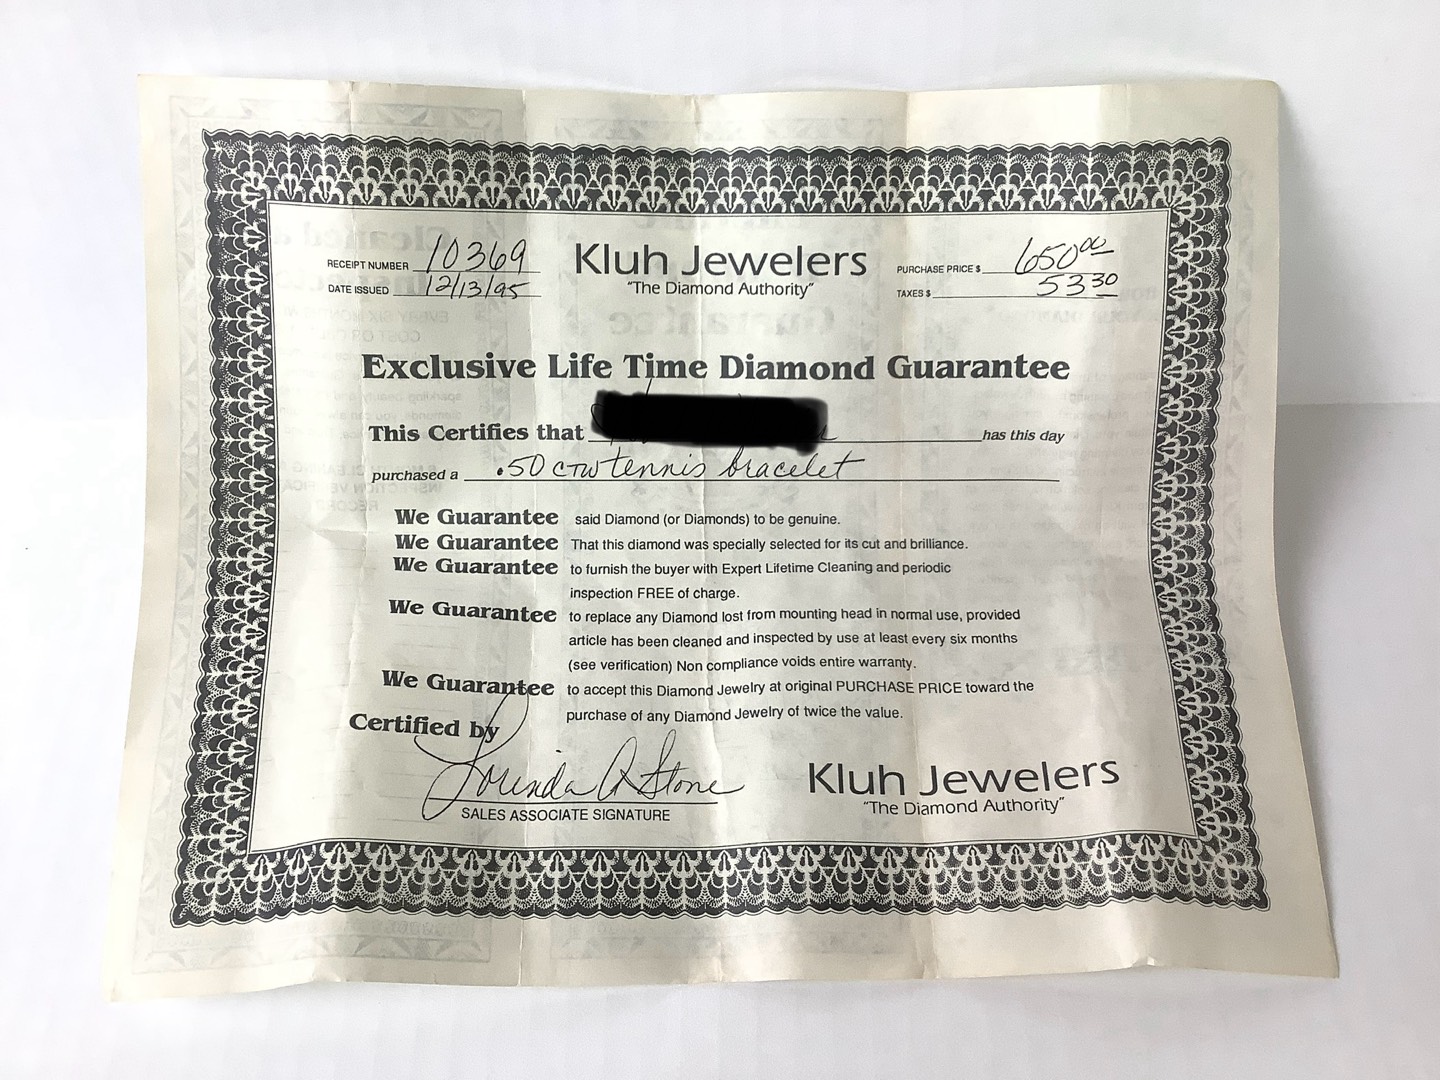 RECEIPT NUMBER 10369
DATE ISSUED 12/13/95
Kluh Jewelers
"The Diamond Authority"
PURCHASE PRICE $ 650.00
TAXES $ 53.30
Exclusive Life Time Diamond Guarantee
This Certifies that has this day
purchased a .50 CTW tennis bracelet
We Guarantee said Diamond (or Diamonds) to be genuine.
We Guarantee That this diamond was specially selected for its cut and brilliance.
We Guarantee to furnish the buyer with Expert Lifetime Cleaning and periodic
inspection FREE of charge.
We Guarantee to replace any Diamond lost from mounting head in normal use, provided
article has been cleaned and inspected by use at least every six months
(see verification) Non compliance voids entire warranty.
We Guarantee to accept this Diamond Jewelry at original PURCHASE PRICE toward the
purchase of any Diamond Jewelry of twice the value.
Certified by
Lorinda A Stone
SALES ASSOCIATE SIGNATURE
Kluh Jewelers
"The Diamond Authority"